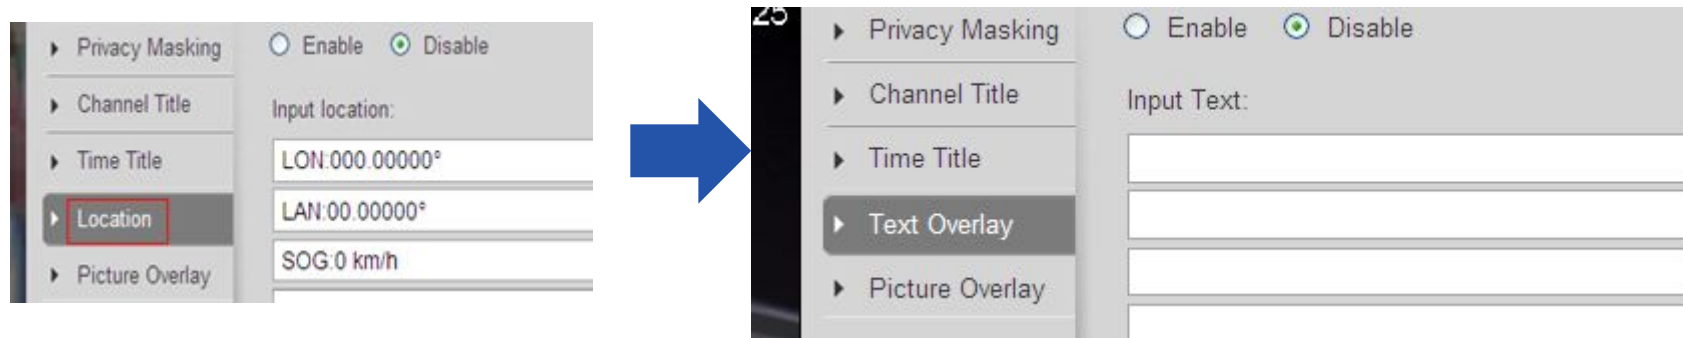 Privacy Masking
Enable Disable
Channel Title
Input location:
Time Title
LON:000.00000°
Location
LAN:00.00000°
Picture Overlay
SOG:0 km/h
25
Privacy Masking
Enable Disable
Channel Title
Input Text:
Time Title
Text Overlay
Picture Overlay